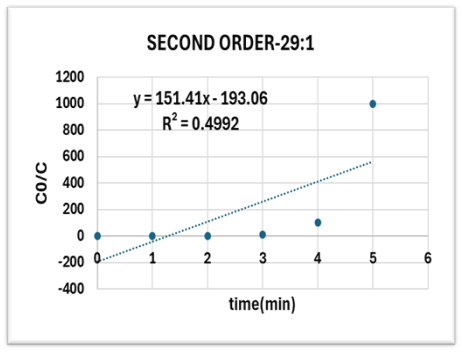 SECOND ORDER-29:1
y = 151.41x - 193.06
R² = 0.4992
1200
1000
800
600
400
200
0
-200
-400
C0/C
0 1 2 3 4 5 6
time(min)